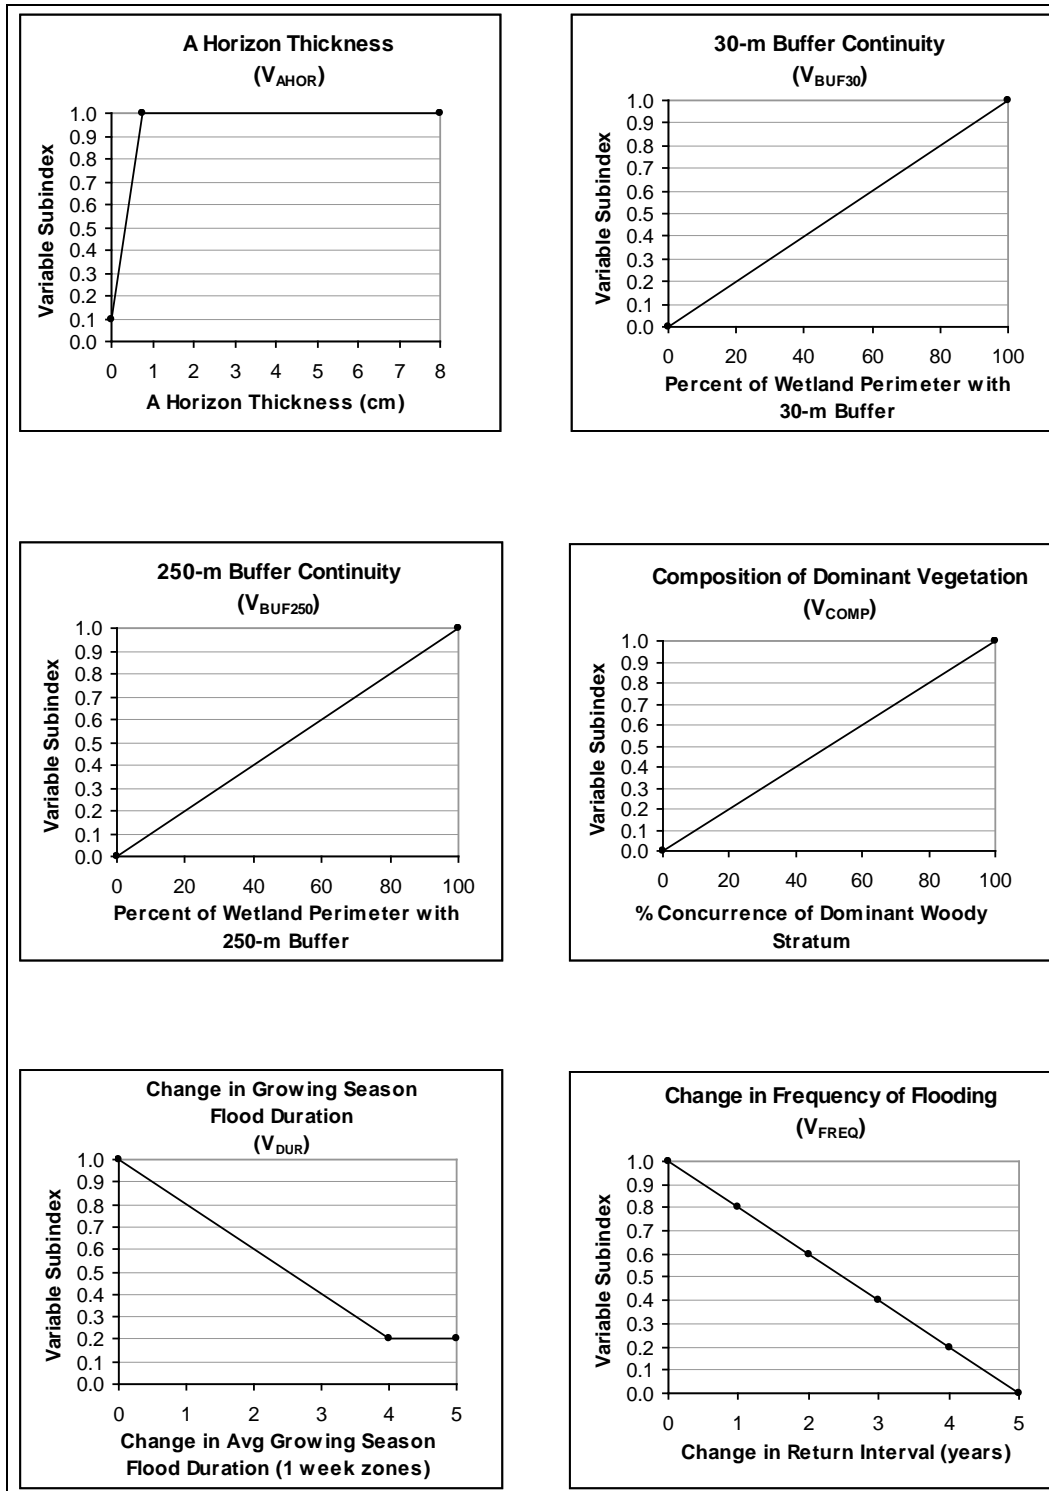 A Horizon Thickness
(VAHOR)
Variable Subindex
1.0
0.9
0.8
0.7
0.6
0.5
0.4
0.3
0.2
0.1
0.0
0 1 2 3 4 5 6 7 8
A Horizon Thickness (cm)
30-m Buffer Continuity
(VBUF30)
Variable Subindex
1.0
0.9
0.8
0.7
0.6
0.5
0.4
0.3
0.2
0.1
0.0
0 20 40 60 80 100
Percent of Wetland Perimeter with
30-m Buffer
250-m Buffer Continuity
(VBUF250)
Variable Subindex
1.0
0.9
0.8
0.7
0.6
0.5
0.4
0.3
0.2
0.1
0.0
0 20 40 60 80 100
Percent of Wetland Perimeter with
250-m Buffer
Composition of Dominant Vegetation
(VCOMP)
Variable Subindex
1.0
0.9
0.8
0.7
0.6
0.5
0.4
0.3
0.2
0.1
0.0
0 20 40 60 80 100
% Concurrence of Dominant Woody
Stratum
Change in Growing Season
Flood Duration
(VDUR)
Variable Subindex
1.0
0.9
0.8
0.7
0.6
0.5
0.4
0.3
0.2
0.1
0.0
0 1 2 3 4 5
Change in Avg Growing Season
Flood Duration (1 week zones)
Change in Frequency of Flooding
(VFREQ)
Variable Subindex
1.0
0.9
0.8
0.7
0.6
0.5
0.4
0.3
0.2
0.1
0.0
0 1 2 3 4 5
Change in Return Interval (years)